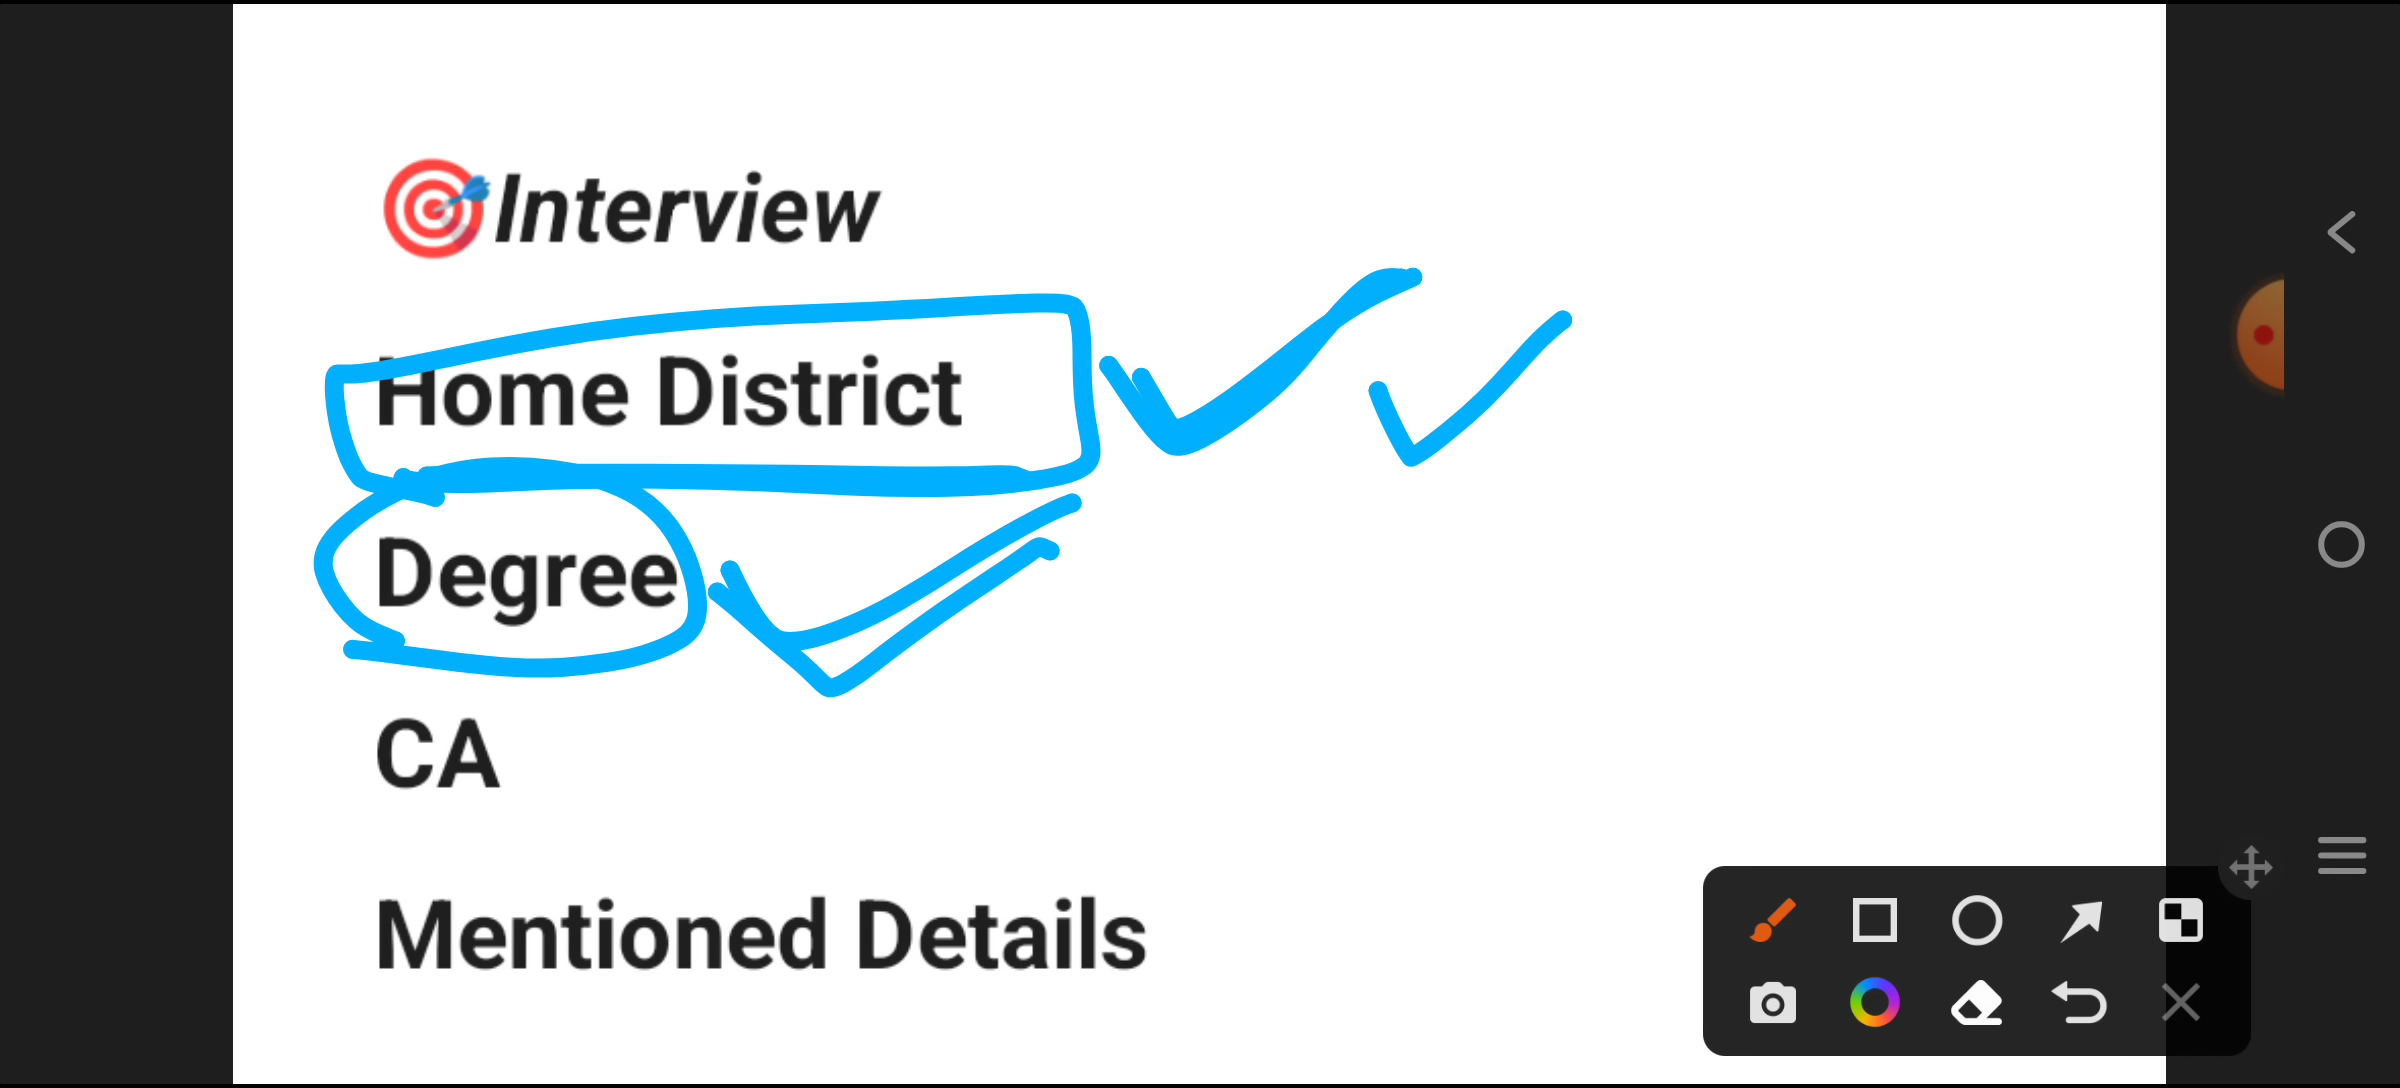 🎯Interview
Home District
Degree
CA
Mentioned Details